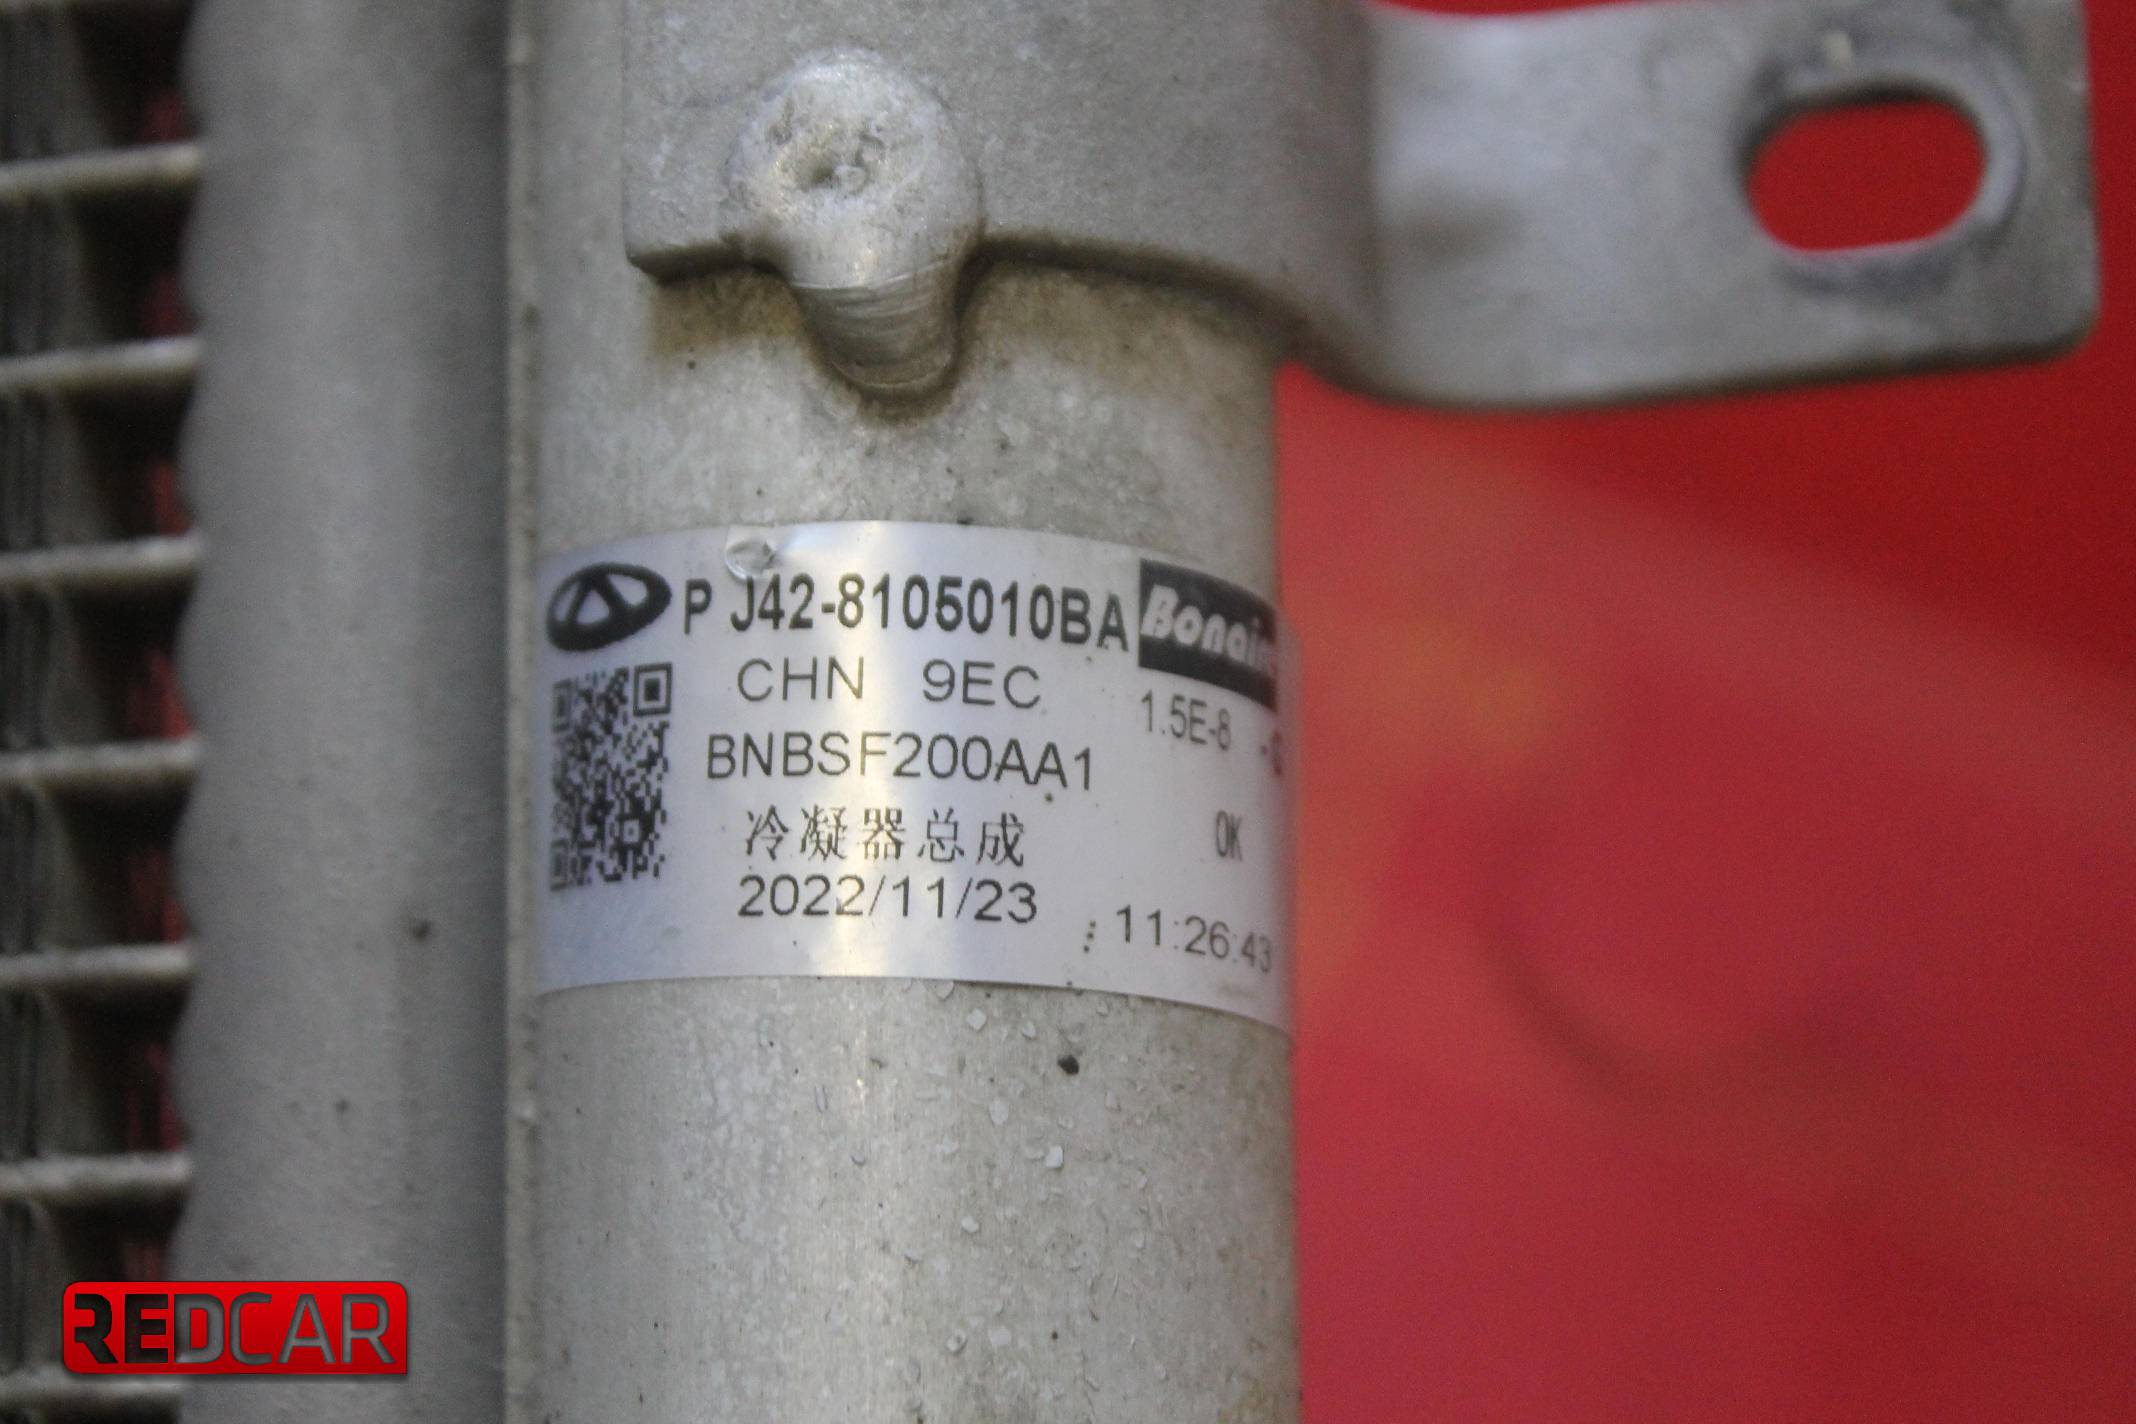 P J42-8105010BA
CHN 9EC
BNBSF200AA1
冷凝器总成
2022/11/23
1.5E-8
OK
: 11:26:43
REDCAR